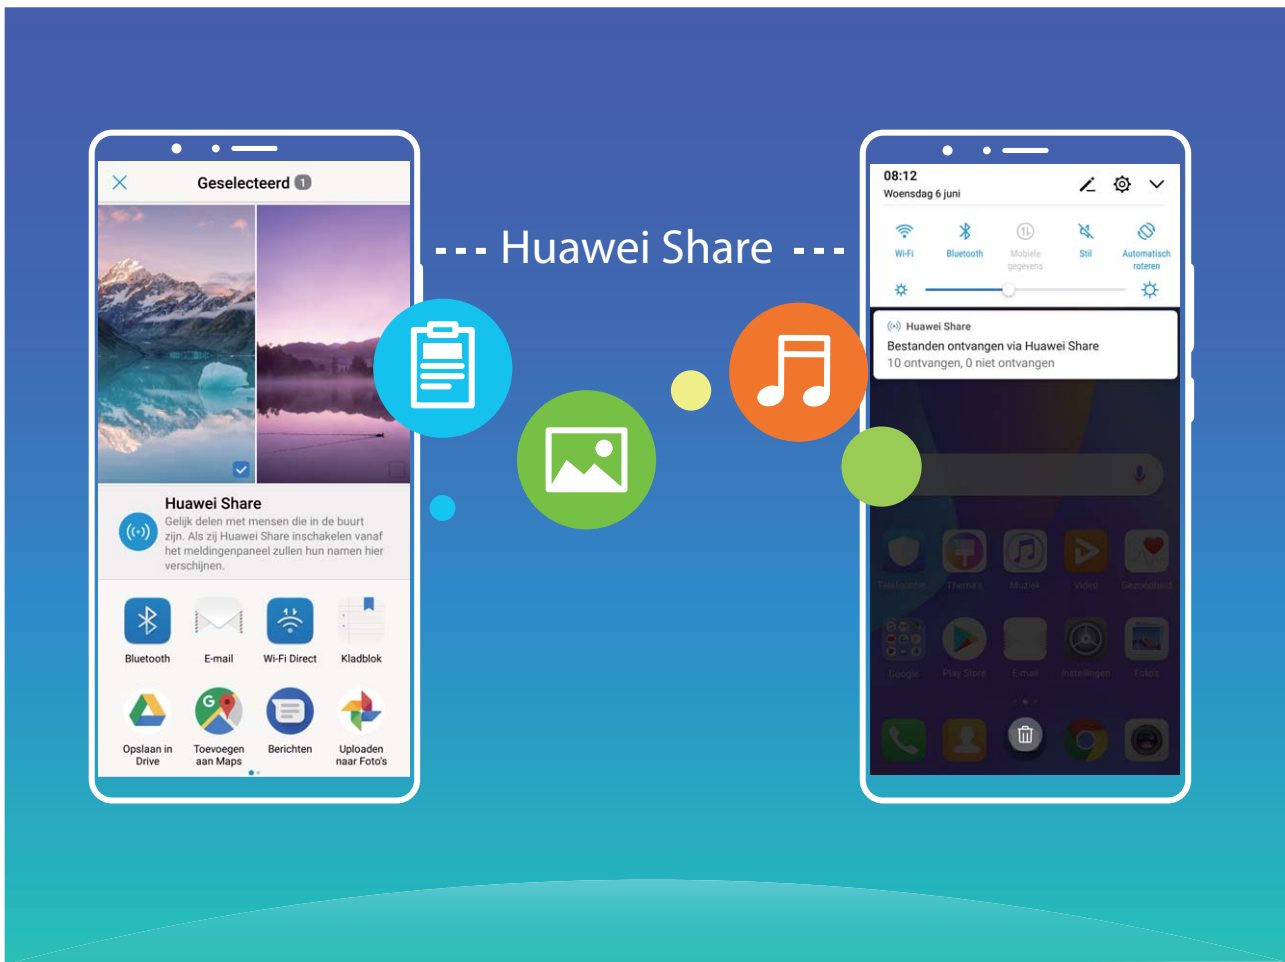 Geselecteerd 1
Huawei Share
Gelijk delen met mensen die in de buurt
zijn. Als zij Huawei Share inschakelen vanaf
het meldingenpaneel zullen hun namen hier
verschijnen.
Bluetooth E-mail Wi-Fi Direct Kladblok
Opslaan in Toevoegen Berichten Uploaden
Drive aan Maps naar Foto's
--- Huawei Share ---
08:12
Woensdag 6 juni
Wi-Fi Bluetooth Mobiele Stil Automatisch
gegevens roteren
Huawei Share
Bestanden ontvangen via Huawei Share
10 ontvangen, 0 niet ontvangen
Thema's Muziek Video Gezondheid
Google Play Store E-mail Instellingen Foto's